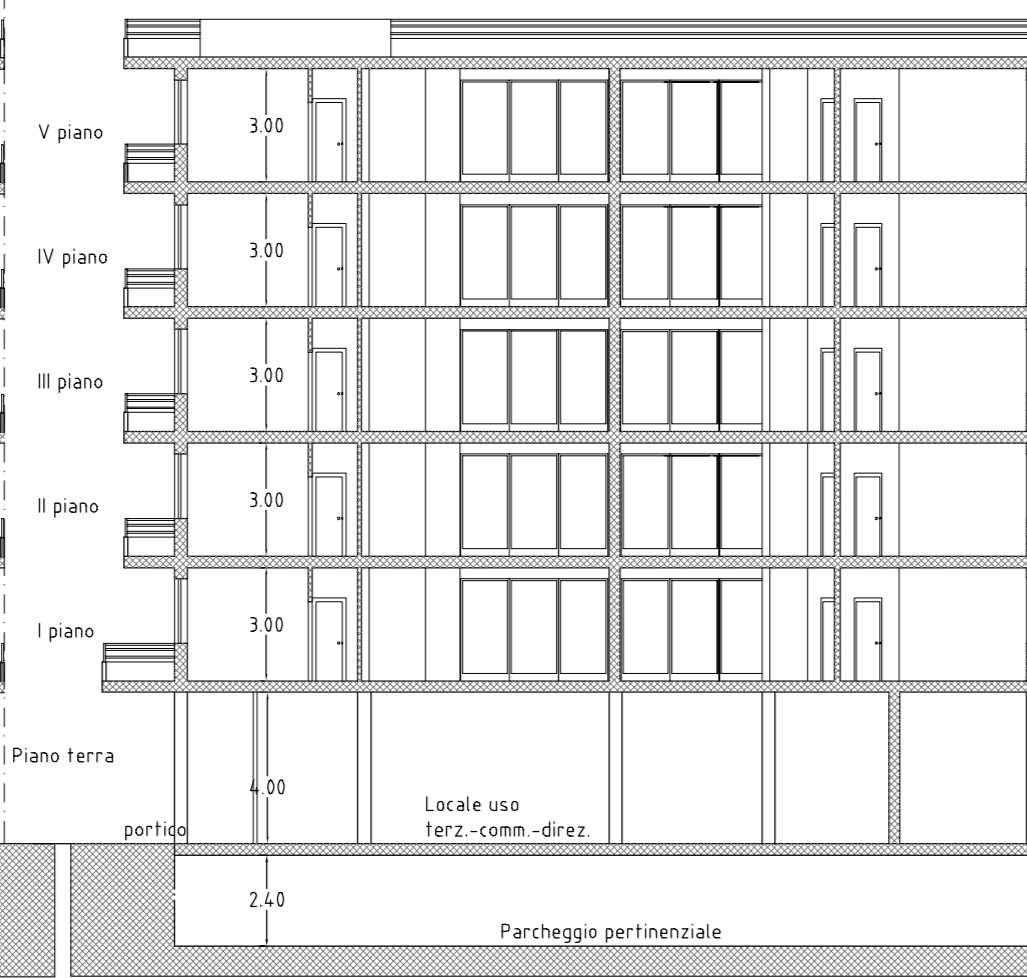 V piano
3.00
IV piano
3.00
III piano
3.00
II piano
3.00
I piano
3.00
Piano terra
4.00
Locale uso
portico
terz.-comm.-direz.
2.40
Parcheggio pertinenziale